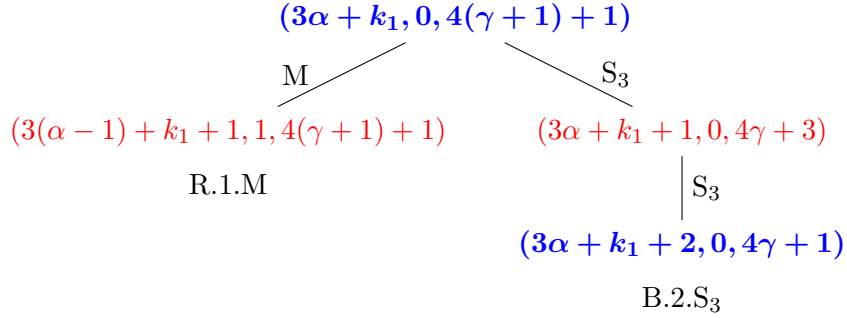 (3α + k₁, 0, 4(γ + 1) + 1)
M S₃
(3(α − 1) + k₁ + 1, 1, 4(γ + 1) + 1) (3α + k₁ + 1, 0, 4γ + 3)
R.1.M S₃
(3α + k₁ + 2, 0, 4γ + 1)
B.2.S₃